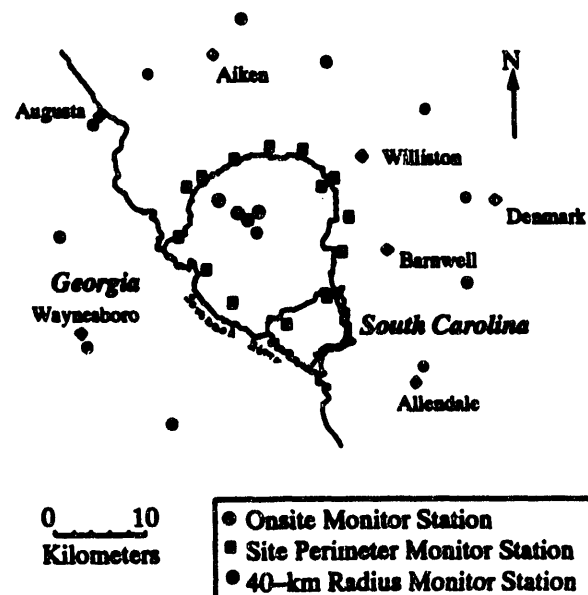 N
Aiken
Augusta
Williston
Denmark
Barnwell
Georgia
Waynesboro
South Carolina
Allendale
0 10
Kilometers
Onsite Monitor Station
Site Perimeter Monitor Station
40–km Radius Monitor Station